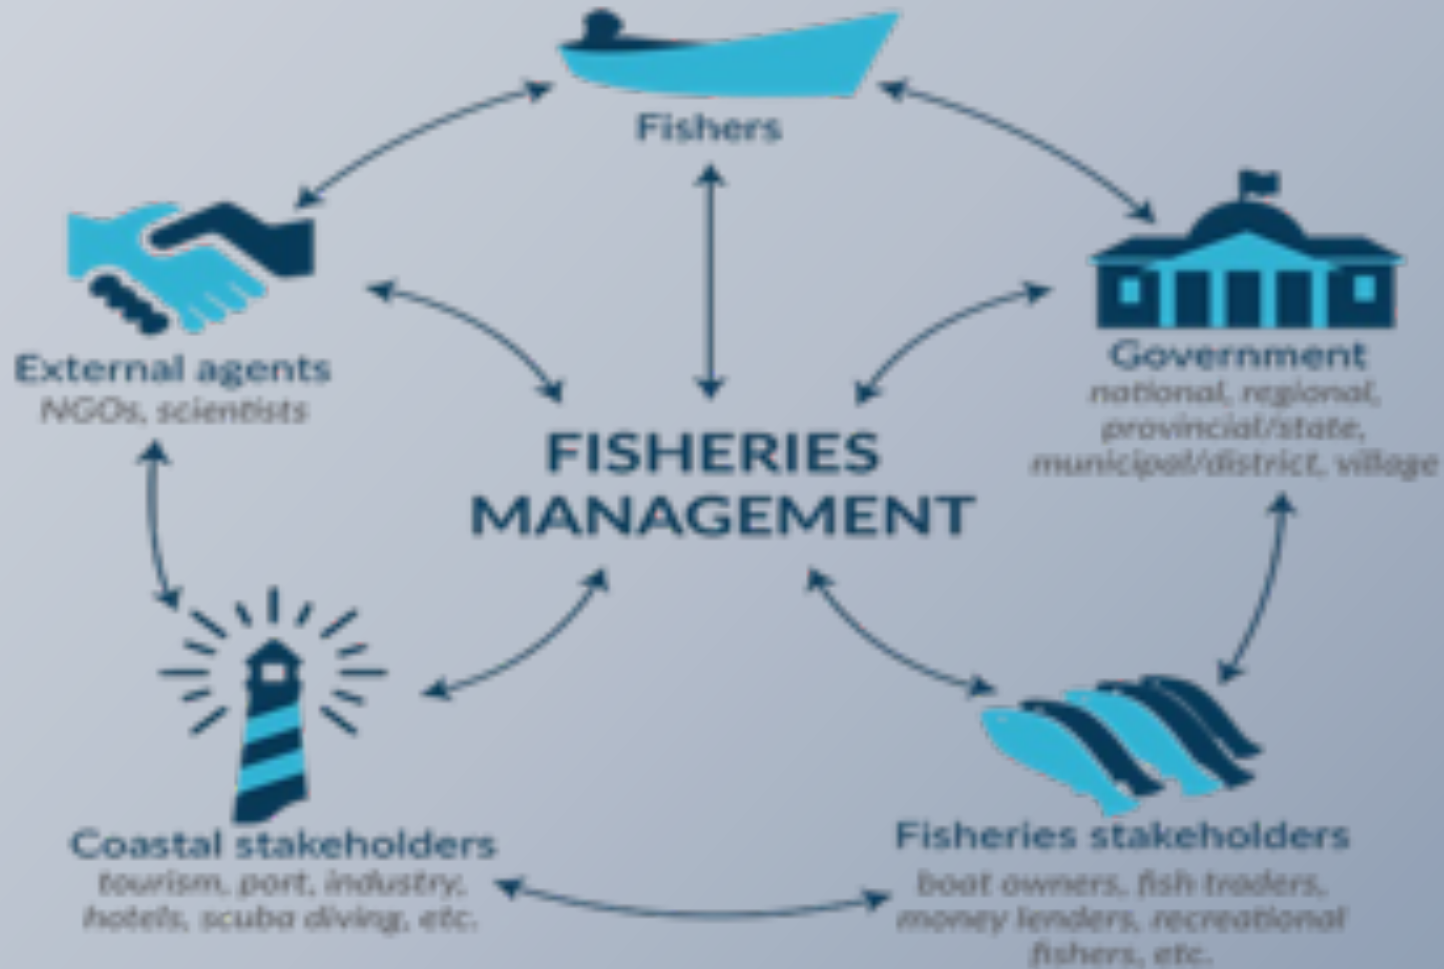 Fishers
External agents
NGOs, scientists
Government
national, regional,
provincial/state,
municipal/district, village
FISHERIES
MANAGEMENT
Coastal stakeholders
tourism, port, industry,
hotels, scuba diving, etc.
Fisheries stakeholders
boat owners, fish traders,
money lenders, recreational
fishers, etc.